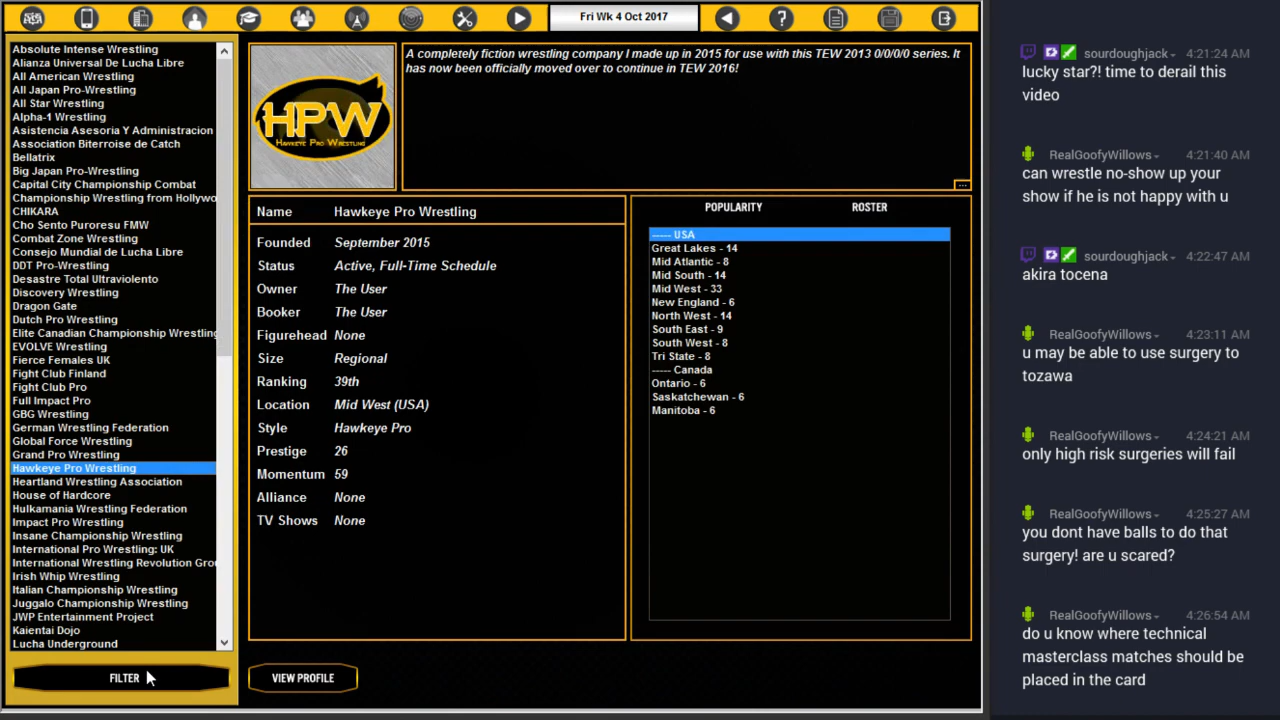 Fri Wk 4 Oct 2017
Absolute Intense Wrestling
Alianza Universal De Lucha Libre
All American Wrestling
All Japan Pro-Wrestling
All Star Wrestling
Alpha-1 Wrestling
Asistencia Asesoria Y Administracion
Association Biterroise de Catch
Bellatrix
Big Japan Pro-Wrestling
Capital City Championship Combat
Championship Wrestling from Hollywo
CHIKARA
Cho Sento Puroresu FMW
Combat Zone Wrestling
Consejo Mundial de Lucha Libre
DDT Pro-Wrestling
Desastre Total Ultraviolento
Discovery Wrestling
Dragon Gate
Dutch Pro Wrestling
Elite Canadian Championship Wrestling
EVOLVE Wrestling
Fierce Females UK
Fight Club Finland
Fight Club Pro
Full Impact Pro
GBG Wrestling
German Wrestling Federation
Global Force Wrestling
Grand Pro Wrestling
Hawkeye Pro Wrestling
Heartland Wrestling Association
House of Hardcore
Hulkamania Wrestling Federation
Impact Pro Wrestling
Insane Championship Wrestling
International Pro Wrestling: UK
International Wrestling Revolution Gro
Irish Whip Wrestling
Italian Championship Wrestling
Juggalo Championship Wrestling
JWP Entertainment Project
Kaientai Dojo
Lucha Underground
FILTER
HPW
HAWKEYE PRO WRESTLING
A completely fiction wrestling company I made up in 2015 for use with this TEW 2013 0/0/0/0 series. It
has now been officially moved over to continue in TEW 2016!
...
Name Hawkeye Pro Wrestling
Founded September 2015
Status Active, Full-Time Schedule
Owner The User
Booker The User
Figurehead None
Size Regional
Ranking 39th
Location Mid West (USA)
Style Hawkeye Pro
Prestige 26
Momentum 59
Alliance None
TV Shows None
VIEW PROFILE
POPULARITY ROSTER
----- USA
Great Lakes - 14
Mid Atlantic - 8
Mid South - 14
Mid West - 33
New England - 6
North West - 14
South East - 9
South West - 8
Tri State - 8
----- Canada
Ontario - 6
Saskatchewan - 6
Manitoba - 6
sourdoughjack 4:21:24 AM
lucky star?! time to derail this
video
RealGoofyWillows 4:21:40 AM
can wrestle no-show up your
show if he is not happy with u
sourdoughjack 4:22:47 AM
akira tocena
RealGoofyWillows 4:23:11 AM
u may be able to use surgery to
tozawa
RealGoofyWillows 4:24:21 AM
only high risk surgeries will fail
RealGoofyWillows 4:25:27 AM
you dont have balls to do that
surgery! are u scared?
RealGoofyWillows 4:26:54 AM
do u know where technical
masterclass matches should be
placed in the card